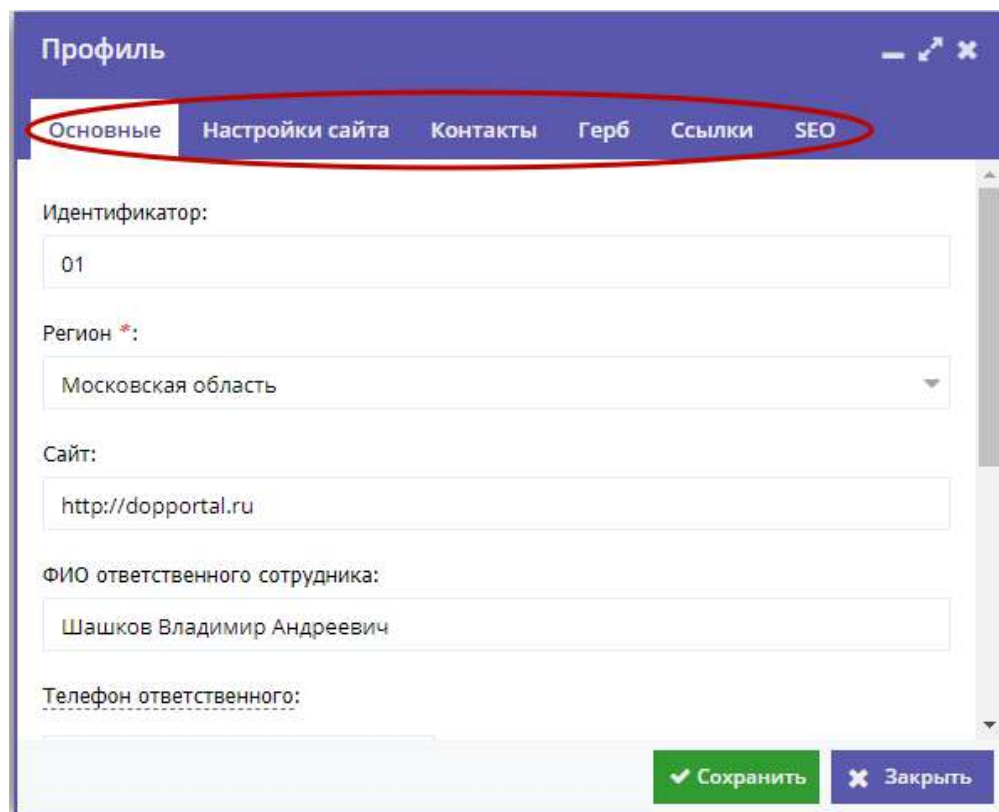 Профиль
Основные Настройки сайта Контакты Герб Ссылки SEO
Идентификатор:
01
Регион *:
Московская область
Сайт:
http://dopportal.ru
ФИО ответственного сотрудника:
Шашков Владимир Андреевич
Телефон ответственного:
Сохранить Закрыть